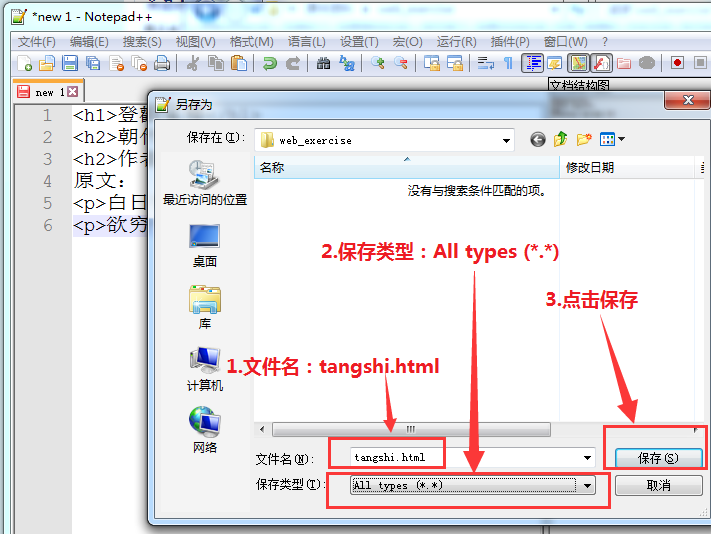 *new 1 - Notepad++
文件(F) 编辑(E) 搜索(S) 视图(V) 格式(M) 语言(L) 设置(T) 宏(O) 运行(R) 插件(P) 窗口(W) ?
new 1
文档结构图
1 <h1>登
2 <h2>朝代
3 <h2>作者
4 原文:
5 <p>白日
6 <p>欲穷
另存为
保存在(I): web_exercise
名称 修改日期
没有与搜索条件匹配的项。
最近访问的位置
桌面
库
计算机
网络
2.保存类型：All types (*.*)
3.点击保存
1.文件名：tangshi.html
文件名(N): tangshi.html 保存(S)
保存类型(T): All types (*.*) 取消